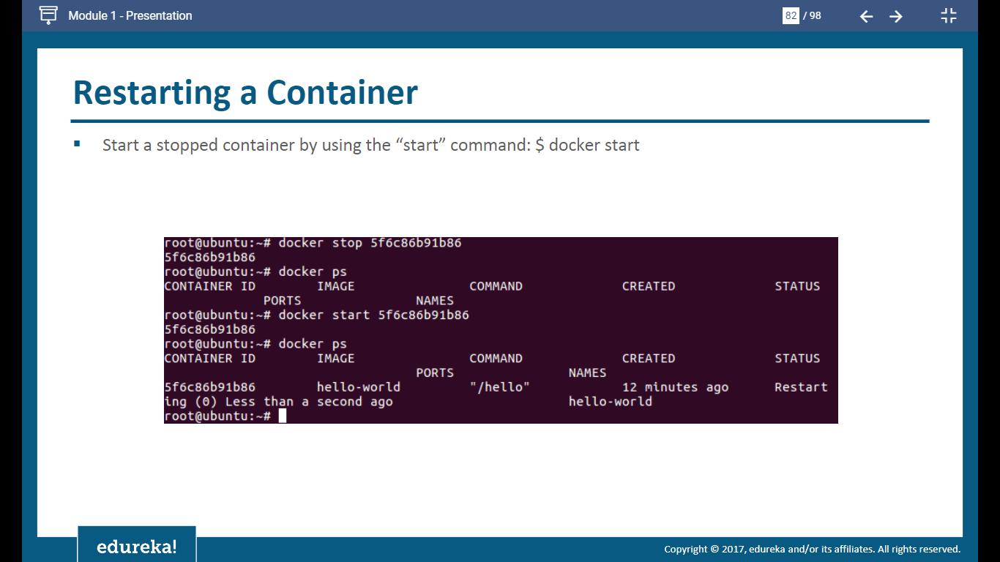 Module 1 - Presentation
82 / 98
Restarting a Container
Start a stopped container by using the “start” command: $ docker start
root@ubuntu:~# docker stop 5f6c86b91b86
5f6c86b91b86
root@ubuntu:~# docker ps
CONTAINER ID IMAGE COMMAND CREATED STATUS
PORTS NAMES
root@ubuntu:~# docker start 5f6c86b91b86
5f6c86b91b86
root@ubuntu:~# docker ps
CONTAINER ID IMAGE COMMAND CREATED STATUS
PORTS NAMES
5f6c86b91b86 hello-world "/hello" 12 minutes ago Restart
ing (0) Less than a second ago hello-world
root@ubuntu:~#
edureka!
Copyright © 2017, edureka and/or its affiliates. All rights reserved.